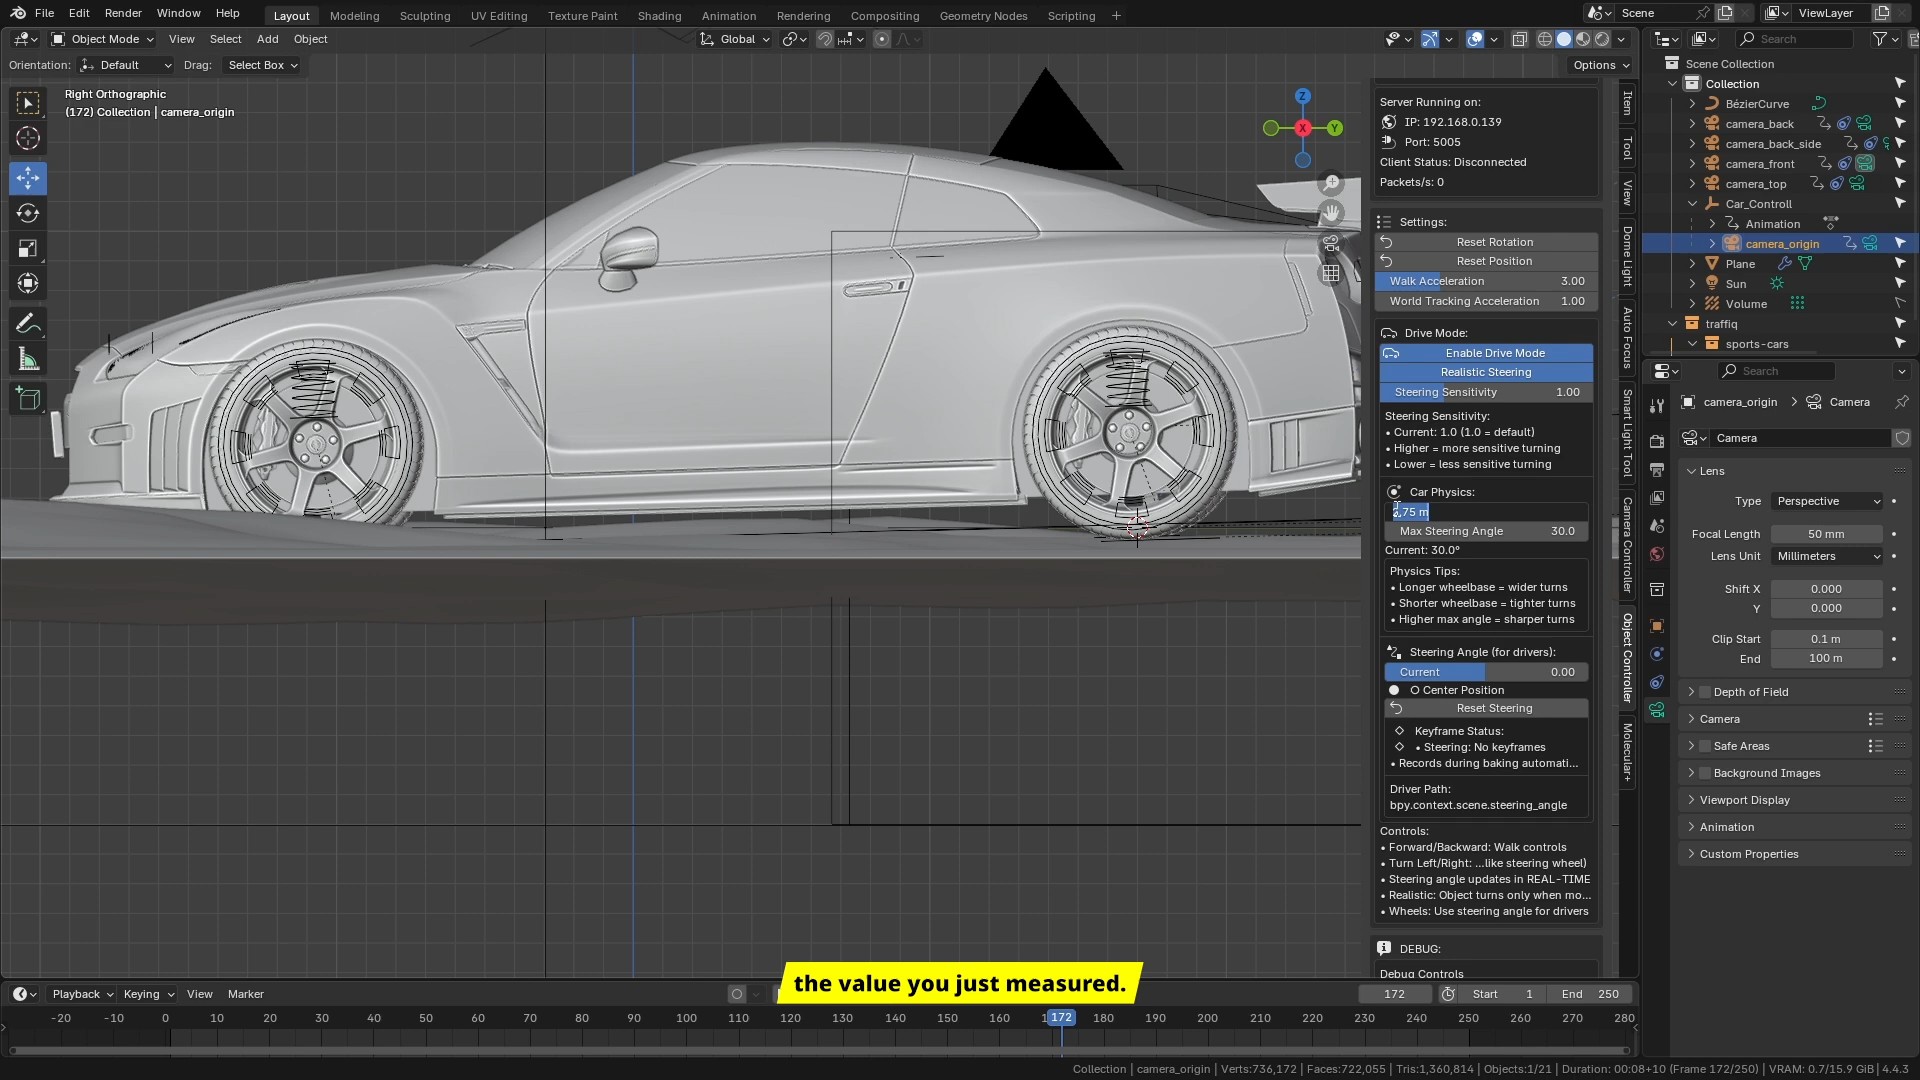 File Edit Render Window Help
Layout Modeling Sculpting UV Editing Texture Paint Shading Animation Rendering Compositing Geometry Nodes Scripting +
Scene
ViewLayer
Object Mode View Select Add Object
Global
Search
Orientation: Default Drag: Select Box
Options
Right Orthographic
(172) Collection | camera_origin
Z
X
Y
Server Running on:
IP: 192.168.0.139
Port: 5005
Client Status: Disconnected
Packets/s: 0
Settings:
Reset Rotation
Reset Position
Walk Acceleration 3.00
World Tracking Acceleration 1.00
Drive Mode:
Enable Drive Mode
Realistic Steering
Steering Sensitivity 1.00
Steering Sensitivity:
• Current: 1.0 (1.0 = default)
• Higher = more sensitive turning
• Lower = less sensitive turning
Car Physics:
.75 m
Max Steering Angle 30.0
Current: 30.0°
Physics Tips:
• Longer wheelbase = wider turns
• Shorter wheelbase = tighter turns
• Higher max angle = sharper turns
Steering Angle (for drivers):
Current 0.00
O Center Position
Reset Steering
Keyframe Status:
• Steering: No keyframes
• Records during baking automati...
Driver Path:
bpy.context.scene.steering_angle
Controls:
• Forward/Backward: Walk controls
• Turn Left/Right: ...like steering wheel)
• Steering angle updates in REAL-TIME
• Realistic: Object turns only when mo...
• Wheels: Use steering angle for drivers
DEBUG:
Debug Controls
Item
Tool
View
Dome Light
Auto Focus
Smart Light Tool
Camera Controller
Object Controller
Molecular+
Scene Collection
Collection
BézierCurve
camera_back
camera_back_side
camera_front
camera_top
Car_Controll
Animation
camera_origin
Plane
Sun
Volume
traffiq
sports-cars
Search
camera_origin > Camera
Camera
Lens
Type Perspective
Focal Length 50 mm
Lens Unit Millimeters
Shift X 0.000
Y 0.000
Clip Start 0.1 m
End 100 m
Depth of Field
Camera
Safe Areas
Background Images
Viewport Display
Animation
Custom Properties
the value you just measured.
Playback Keying View Marker
172 Start 1 End 250
-20 -10 0 10 20 30 40 50 60 70 80 90 100 110 120 130 140 150 160 172 180 190 200 210 220 230 240 250 260 270 280
Collection | camera_origin | Verts:736,172 | Faces:722,055 | Tris:1,360,814 | Objects:1/21 | Duration: 00:08+10 (Frame 172/250) | VRAM: 0.7/15.9 GiB | 4.4.3